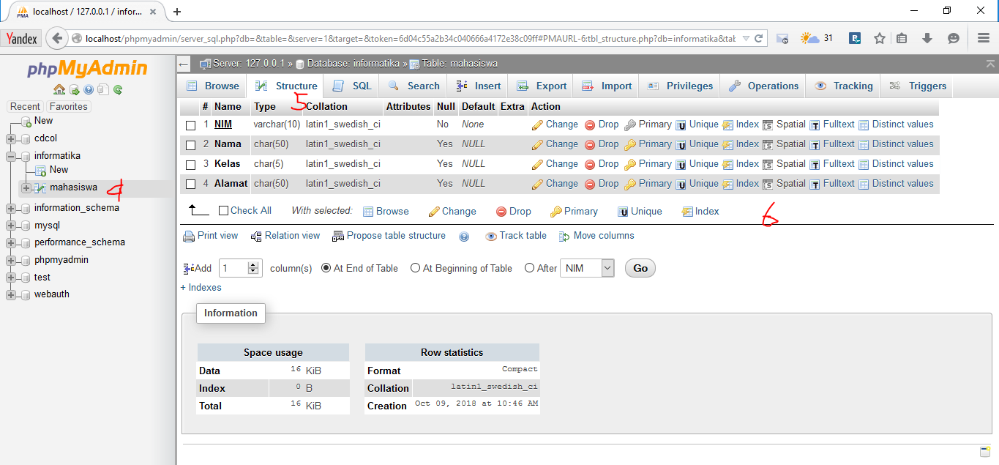 localhost / 127.0.0.1 / infor...
Yandex
localhost/phpmyadmin/server_sql.php?db=&table=&server=1&target=&token=6d04c55a2b34c040666a4172e38c09ff#PMAURL-6:tbl_structure.php?db=informatika&tab
31
phpMyAdmin
Recent Favorites
New
cdcol
informatika
New
mahasiswa 4
information_schema
mysql
performance_schema
phpmyadmin
test
webauth
Server: 127.0.0.1 » Database: informatika » Table: mahasiswa
Browse Structure SQL Search Insert Export Import Privileges Operations Tracking Triggers
5
# Name Type Collation Attributes Null Default Extra Action
1 NIM varchar(10) latin1_swedish_ci No None Change Drop Primary Unique Index Spatial Fulltext Distinct values
2 Nama char(50) latin1_swedish_ci Yes NULL Change Drop Primary Unique Index Spatial Fulltext Distinct values
3 Kelas char(5) latin1_swedish_ci Yes NULL Change Drop Primary Unique Index Spatial Fulltext Distinct values
4 Alamat char(50) latin1_swedish_ci Yes NULL Change Drop Primary Unique Index Spatial Fulltext Distinct values
Check All With selected: Browse Change Drop Primary Unique Index
6
Print view Relation view Propose table structure Track table Move columns
Add 1 column(s) At End of Table At Beginning of Table After NIM Go
+ Indexes
Information
Space usage
Data 16 KiB
Index 0 B
Total 16 KiB
Row statistics
Format Compact
Collation latin1_swedish_ci
Creation Oct 09, 2018 at 10:46 AM